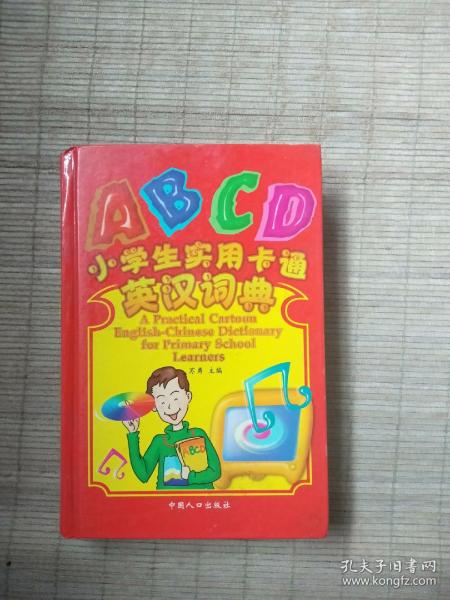 ABCD
小学生实用卡通
英汉词典
A Practical Cartoon
English-Chinese Dictionary
for Primary School
Learners
主编
ABCD
中国人口出版社
孔夫子旧书网
www.kongfz.com